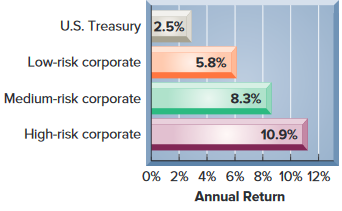 U.S. Treasury 2.5%
Low-risk corporate 5.8%
Medium-risk corporate 8.3%
High-risk corporate 10.9%
0% 2% 4% 6% 8% 10% 12%
Annual Return